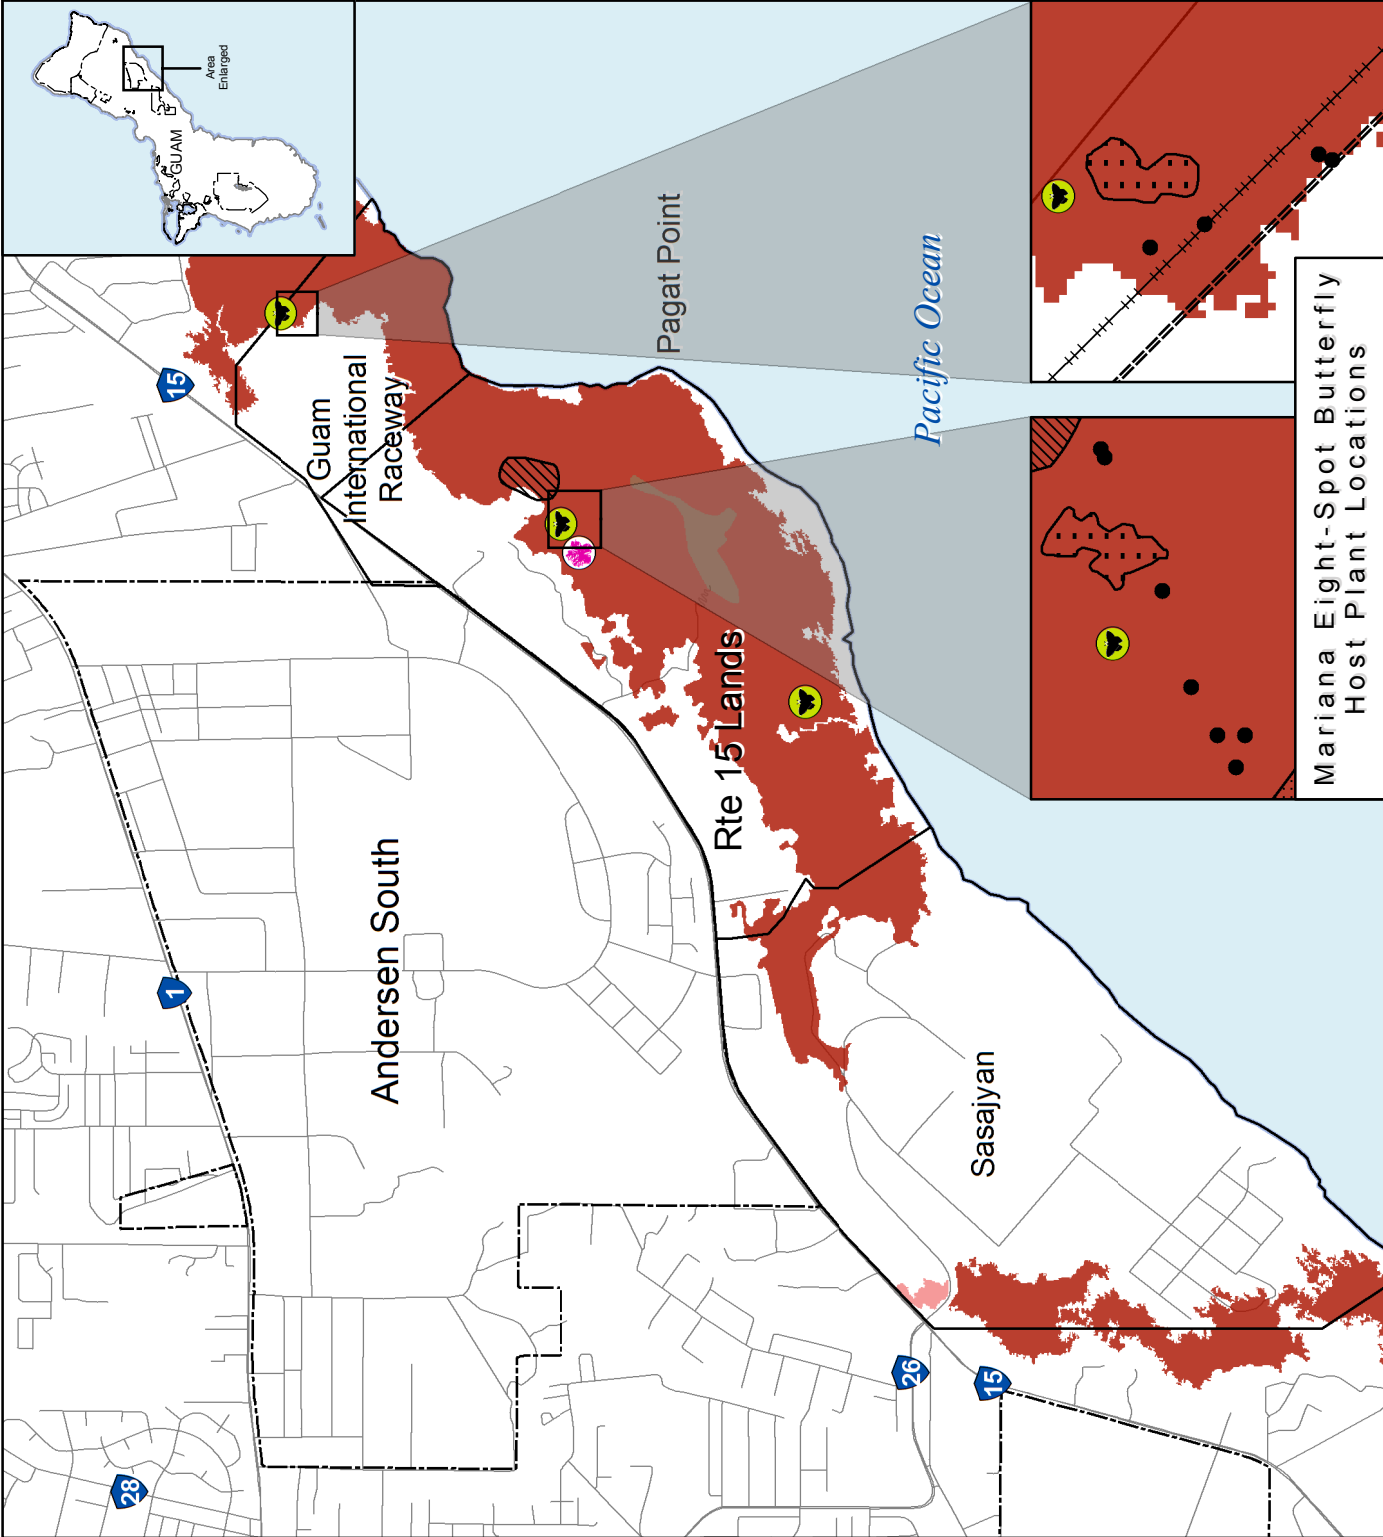 GUAM
Area
Enlarged
15
Guam
International
Raceway
Pagat Point
Pacific Ocean
1
Andersen South
Rte 15 Lands
Sasajyan
28
26
15
Mariana Eight-Spot Butterfly
Host Plant Locations